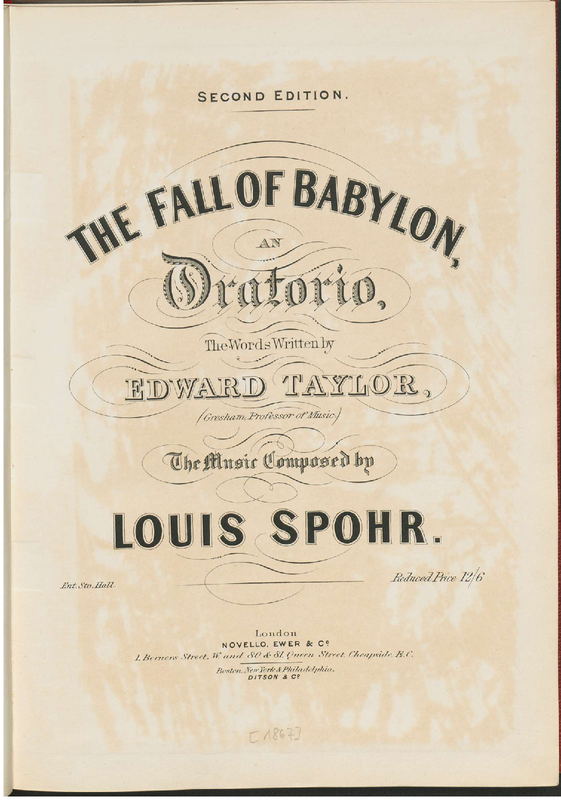 SECOND EDITION.
THE FALL OF BABYLON,
AN
Oratorio,
The Words Written by
EDWARD TAYLOR,
(Gresham, Professor of Music.)
The Music Composed by
LOUIS SPOHR.
Ent. Sta. Hall.
Reduced Price 12/6
London
NOVELLO, EWER & Co.
1, Berners Street, W. and 80 & 81, Queen Street, Cheapside, E.C.
Boston, New York & Philadelphia,
DITSON & Co.
[1867]